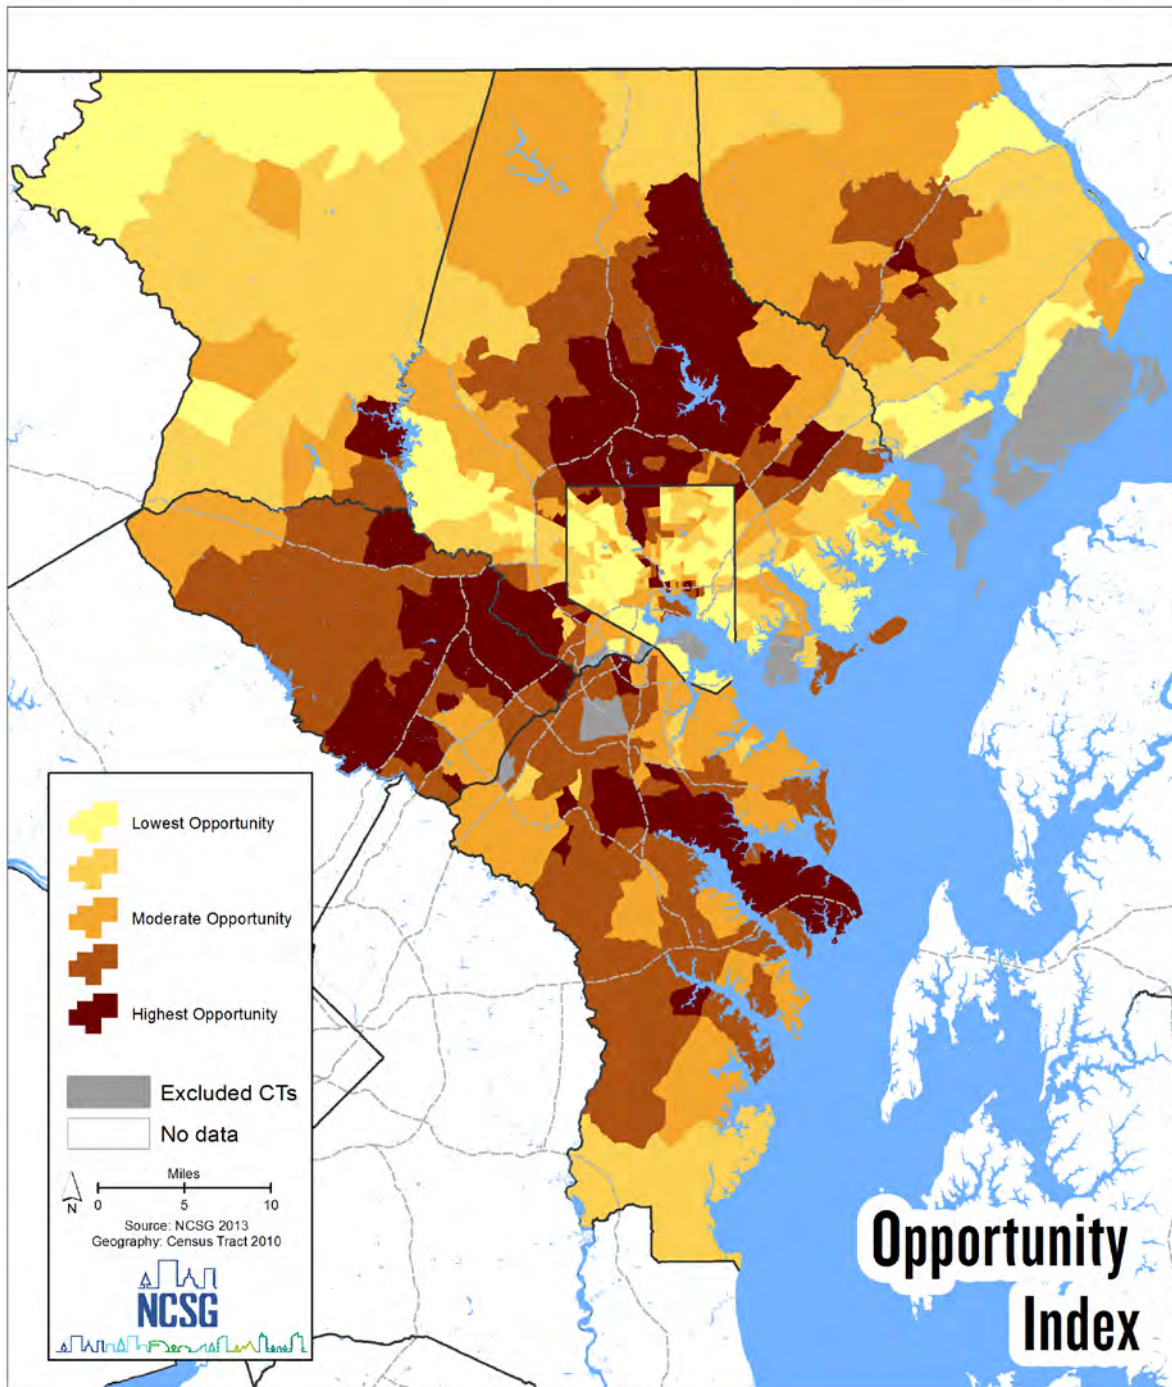 Lowest Opportunity
Moderate Opportunity
Highest Opportunity
Excluded CTs
No data
Miles
N
0 5 10
Source: NCSG 2013
Geography: Census Tract 2010
NCSG
Opportunity
Index